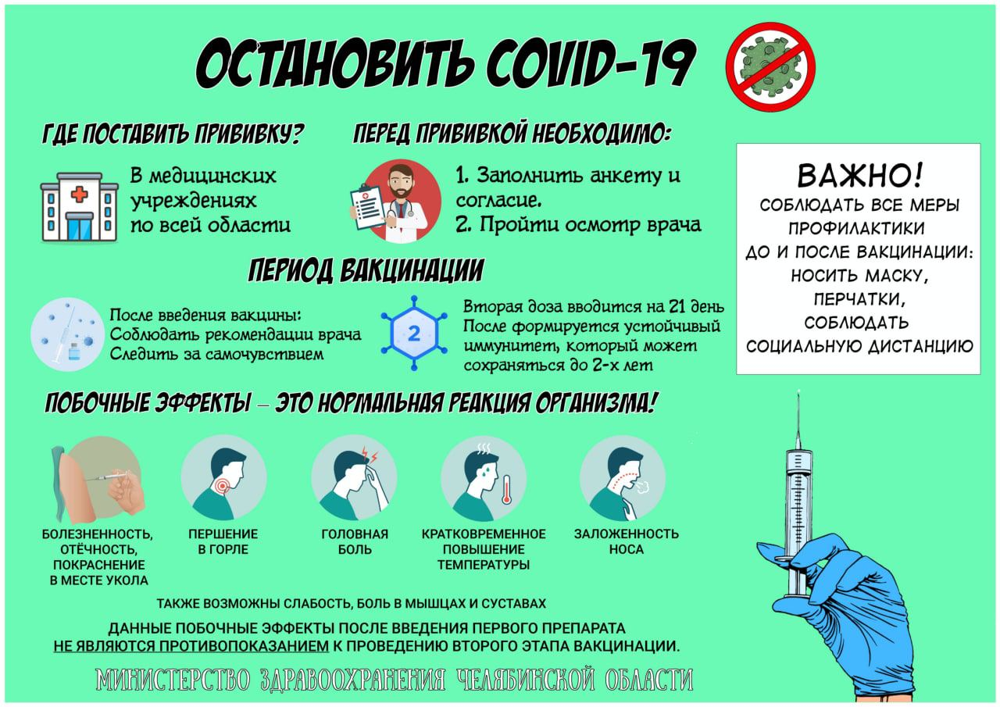 ОСТАНОВИТЬ COVID-19
ГДЕ ПОСТАВИТЬ ПРИВИВКУ?
В медицинских
учреждениях
по всей области
ПЕРЕД ПРИВИВКОЙ НЕОБХОДИМО:
1. Заполнить анкету и
согласие.
2. Пройти осмотр врача
ВАЖНО!
СОБЛЮДАТЬ ВСЕ МЕРЫ
ПРОФИЛАКТИКИ
ДО И ПОСЛЕ ВАКЦИНАЦИИ:
НОСИТЬ МАСКУ,
ПЕРЧАТКИ,
СОБЛЮДАТЬ
СОЦИАЛЬНУЮ ДИСТАНЦИЮ
ПЕРИОД ВАКЦИНАЦИИ
После введения вакцины:
Соблюдать рекомендации врача
Следить за самочувствием
2
Вторая доза вводится на 21 день
После формируется устойчивый
иммунитет, который может
сохраняться до 2-х лет
ПОБОЧНЫЕ ЭФФЕКТЫ – ЭТО НОРМАЛЬНАЯ РЕАКЦИЯ ОРГАНИЗМА!
БОЛЕЗНЕННОСТЬ,
ОТЁЧНОСТЬ,
ПОКРАСНЕНИЕ
В МЕСТЕ УКОЛА
ПЕРШЕНИЕ
В ГОРЛЕ
ГОЛОВНАЯ
БОЛЬ
КРАТКОВРЕМЕННОЕ
ПОВЫШЕНИЕ
ТЕМПЕРАТУРЫ
ЗАЛОЖЕННОСТЬ
НОСА
ТАКЖЕ ВОЗМОЖНЫ СЛАБОСТЬ, БОЛЬ В МЫШЦАХ И СУСТАВАХ
ДАННЫЕ ПОБОЧНЫЕ ЭФФЕКТЫ ПОСЛЕ ВВЕДЕНИЯ ПЕРВОГО ПРЕПАРАТА
НЕ ЯВЛЯЮТСЯ ПРОТИВОПОКАЗАНИЕМ К ПРОВЕДЕНИЮ ВТОРОГО ЭТАПА ВАКЦИНАЦИИ.
МИНИСТЕРСТВО ЗДРАВООХРАНЕНИЯ ЧЕЛЯБИНСКОЙ ОБЛАСТИ